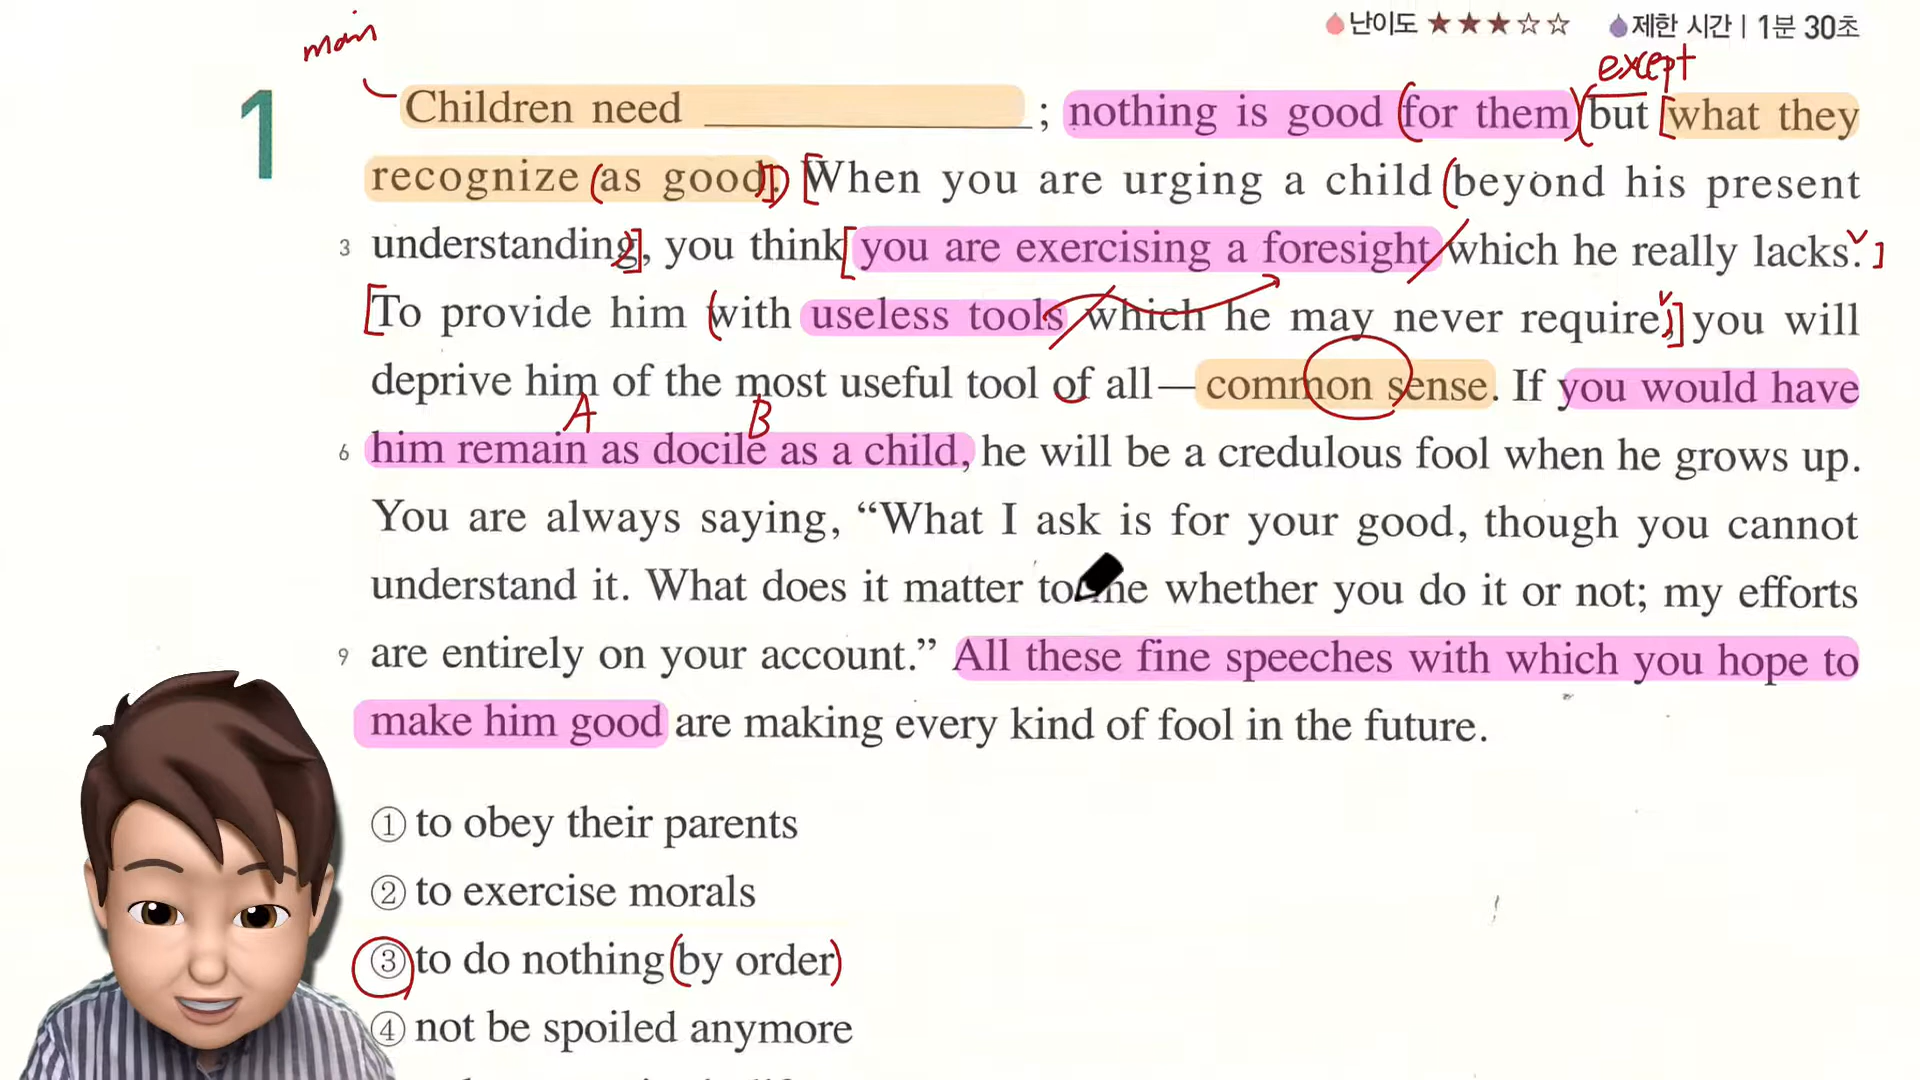 난이도 ★★★☆☆ 제한 시간 | 1분 30초
main
except
1
Children need ____________ ; nothing is good (for them) (but [what they
recognize (as good)]). [When you are urging a child (beyond his present
3 understanding)], you think [you are exercising a foresight / which he really lacks.]
[To provide him (with useless tools / which he may never require),] you will
deprive him of the most useful tool of all—common sense. If you would have
A B
6 him remain as docile as a child, he will be a credulous fool when he grows up.
You are always saying, “What I ask is for your good, though you cannot
understand it. What does it matter to me whether you do it or not; my efforts
9 are entirely on your account.” All these fine speeches with which you hope to
make him good are making every kind of fool in the future.
① to obey their parents
② to exercise morals
③ to do nothing (by order)
④ not be spoiled anymore